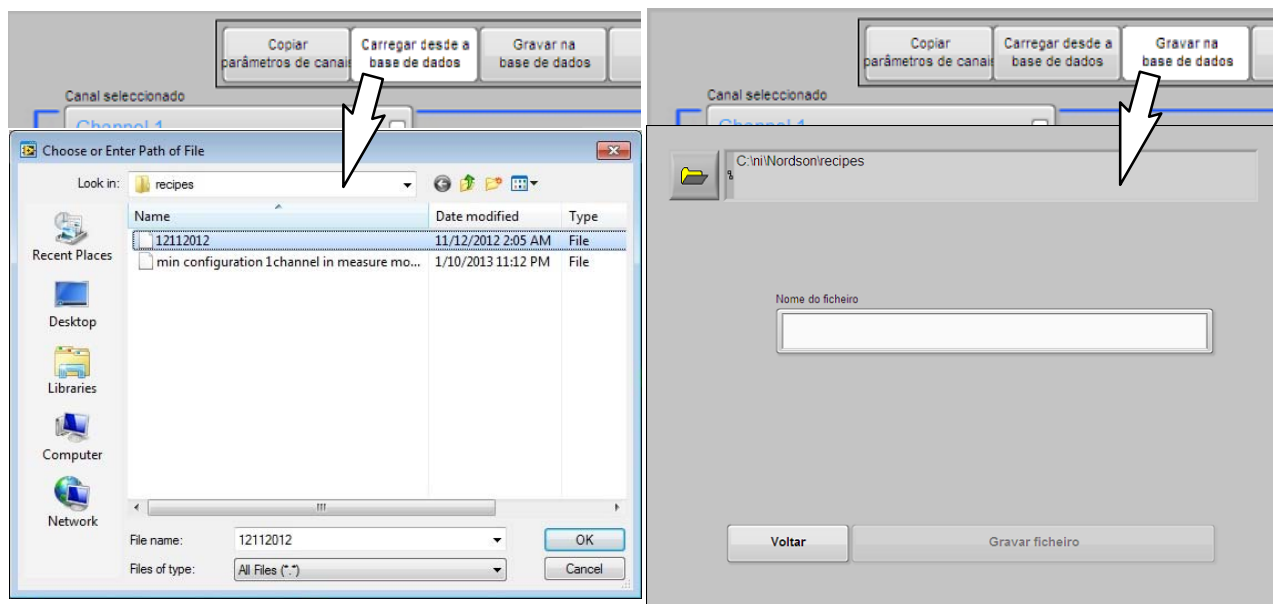 Copiar
parâmetros de canais
Carregar desde a
base de dados
Gravar na
base de dados
Canal seleccionado
Channel 1
Choose or Enter Path of File
Look in:
recipes
Name
Date modified
Type
12112012
11/12/2012 2:05 AM
File
min configuration 1channel in measure mo...
1/10/2013 11:12 PM
File
Recent Places
Desktop
Libraries
Computer
Network
File name:
12112012
OK
Files of type:
All Files (*.*)
Cancel
Copiar
parâmetros de canais
Carregar desde a
base de dados
Gravar na
base de dados
Canal seleccionado
Channel 1
C:\ni\Nordson\recipes
Nome do ficheiro
Voltar
Gravar ficheiro